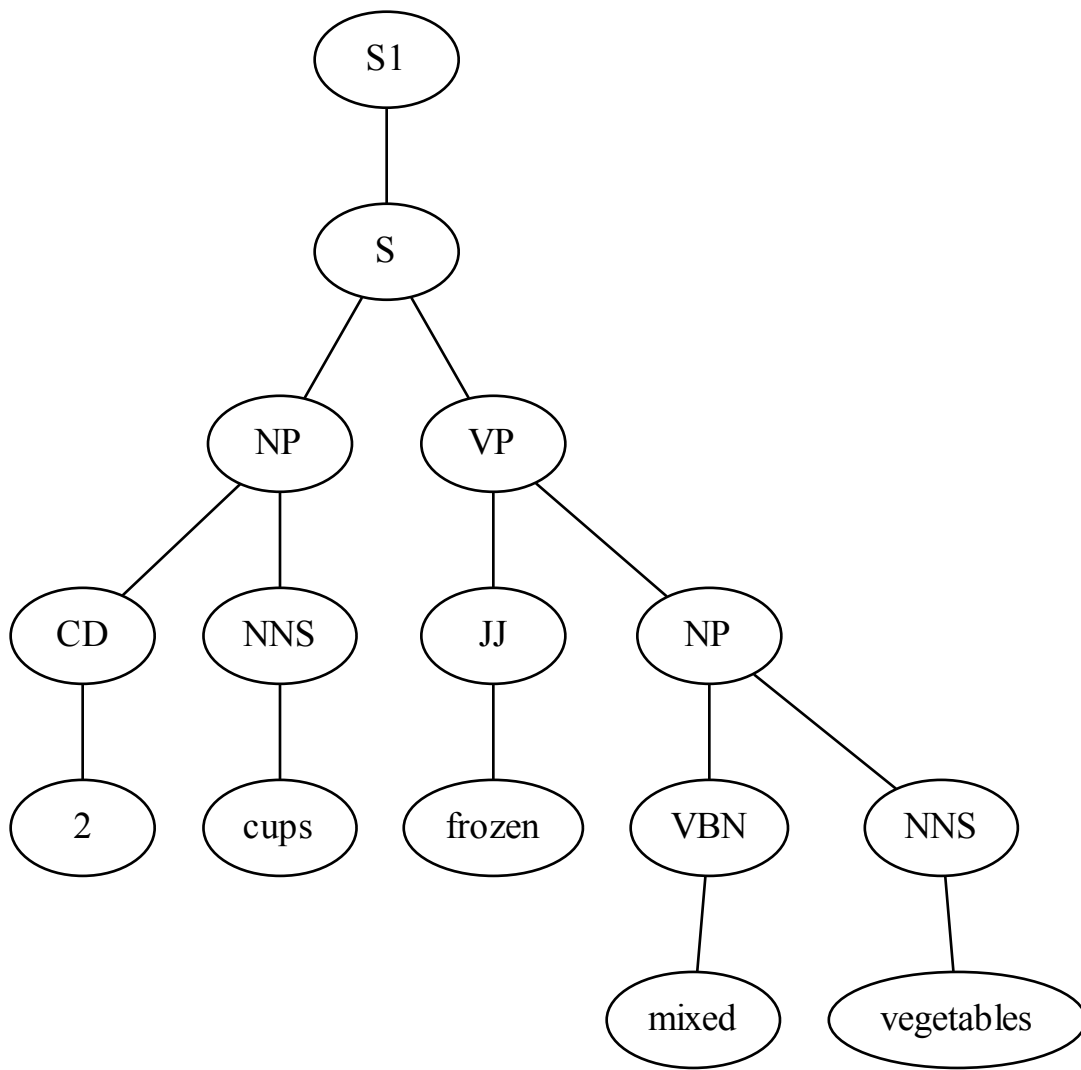 S1
S
NP VP
CD NNS JJ NP
2 cups frozen VBN NNS
mixed vegetables